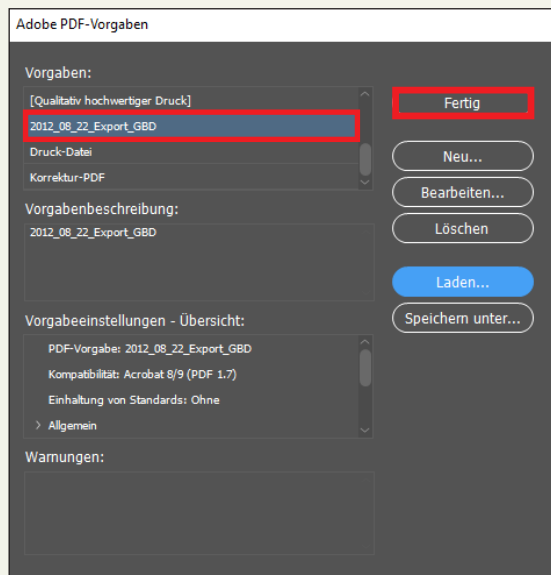 Adobe PDF-Vorgaben
Vorgaben:
[Qualitativ hochwertiger Druck]
2012_08_22_Export_GBD
Druck-Datei
Korrektur-PDF
Fertig
Neu...
Bearbeiten...
Löschen
Laden...
Speichern unter...
Vorgabenbeschreibung:
2012_08_22_Export_GBD
Vorgabeeinstellungen - Übersicht:
PDF-Vorgabe: 2012_08_22_Export_GBD
Kompatibilität: Acrobat 8/9 (PDF 1.7)
Einhaltung von Standards: Ohne
> Allgemein
Warnungen: